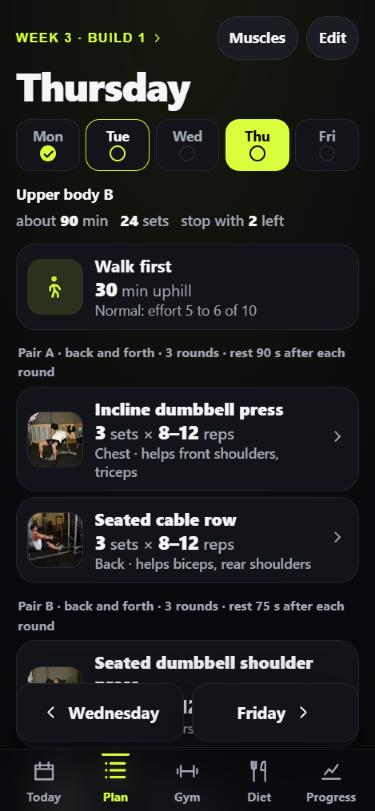 WEEK 3 · BUILD 1 >
Muscles
Edit
Thursday
Mon
Tue
Wed
Thu
Fri
Upper body B
about 90 min 24 sets stop with 2 left
Walk first
30 min uphill
Normal: effort 5 to 6 of 10
Pair A · back and forth · 3 rounds · rest 90 s after each
round
Incline dumbbell press
3 sets × 8–12 reps
Chest · helps front shoulders,
triceps
Seated cable row
3 sets × 8–12 reps
Back · helps biceps, rear shoulders
Pair B · back and forth · 3 rounds · rest 75 s after each
round
Seated dumbbell shoulder
< Wednesday
Friday >
Today
Plan
Gym
Diet
Progress